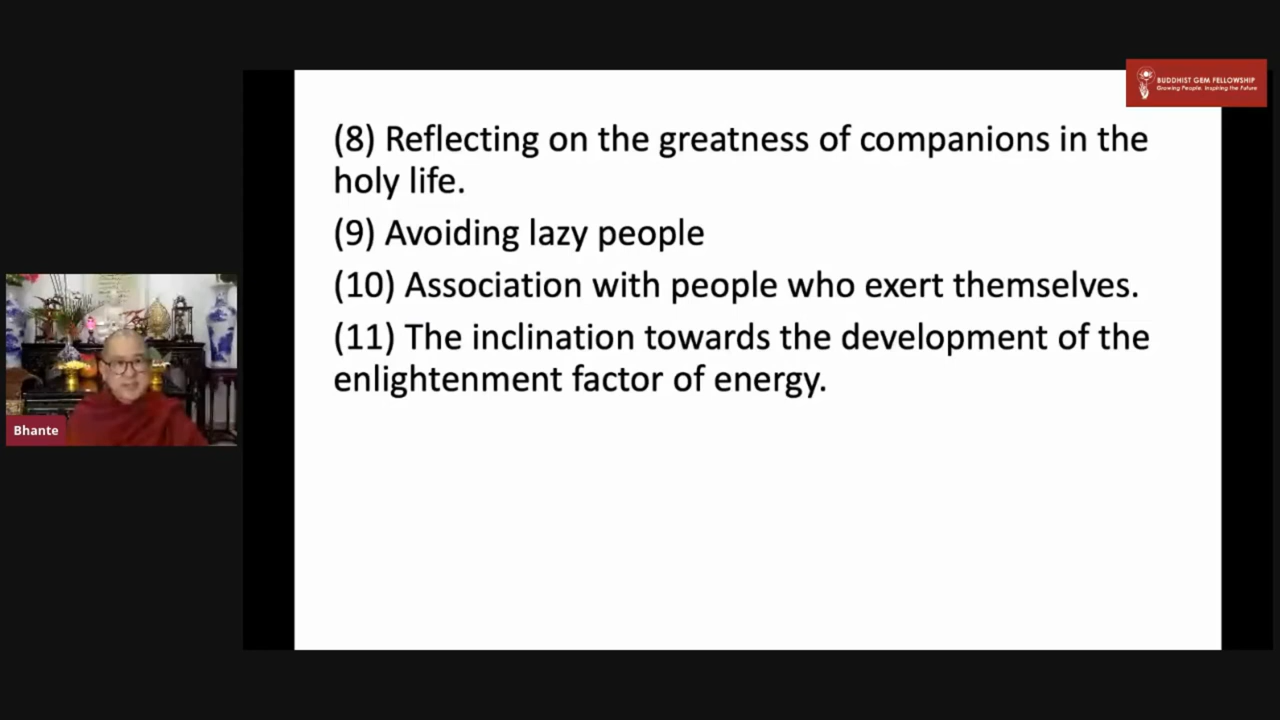 BUDDHIST GEM FELLOWSHIP
Growing People. Inspiring the Future
(8) Reflecting on the greatness of companions in the
holy life.
(9) Avoiding lazy people
(10) Association with people who exert themselves.
(11) The inclination towards the development of the
enlightenment factor of energy.
Bhante